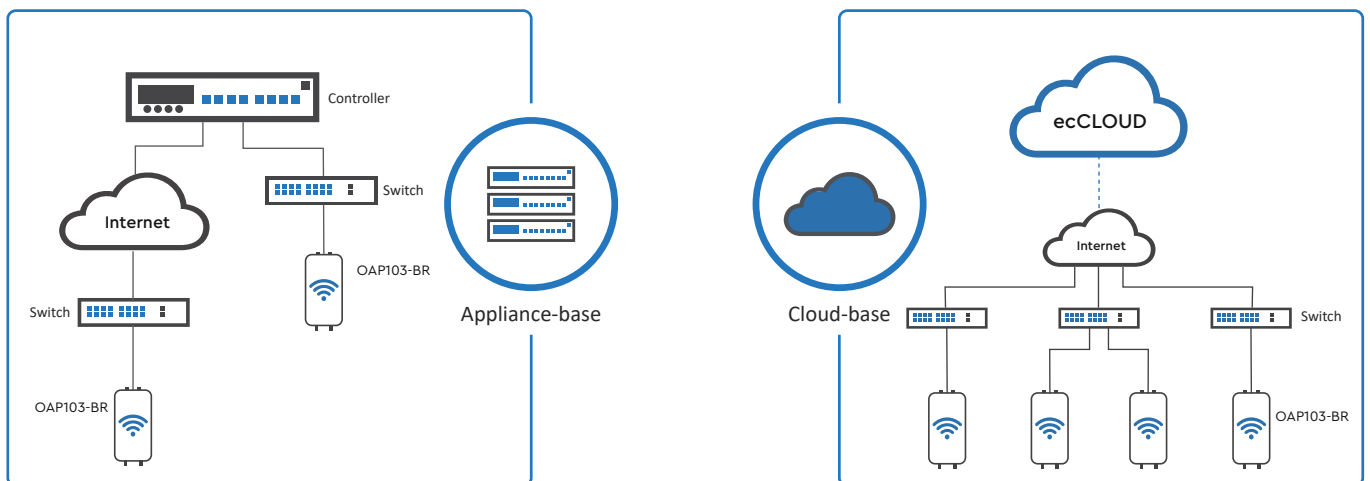 Controller
Switch
Internet
OAP103-BR
Switch
OAP103-BR
Appliance-base
ecCLOUD
Internet
Cloud-base
Switch
OAP103-BR